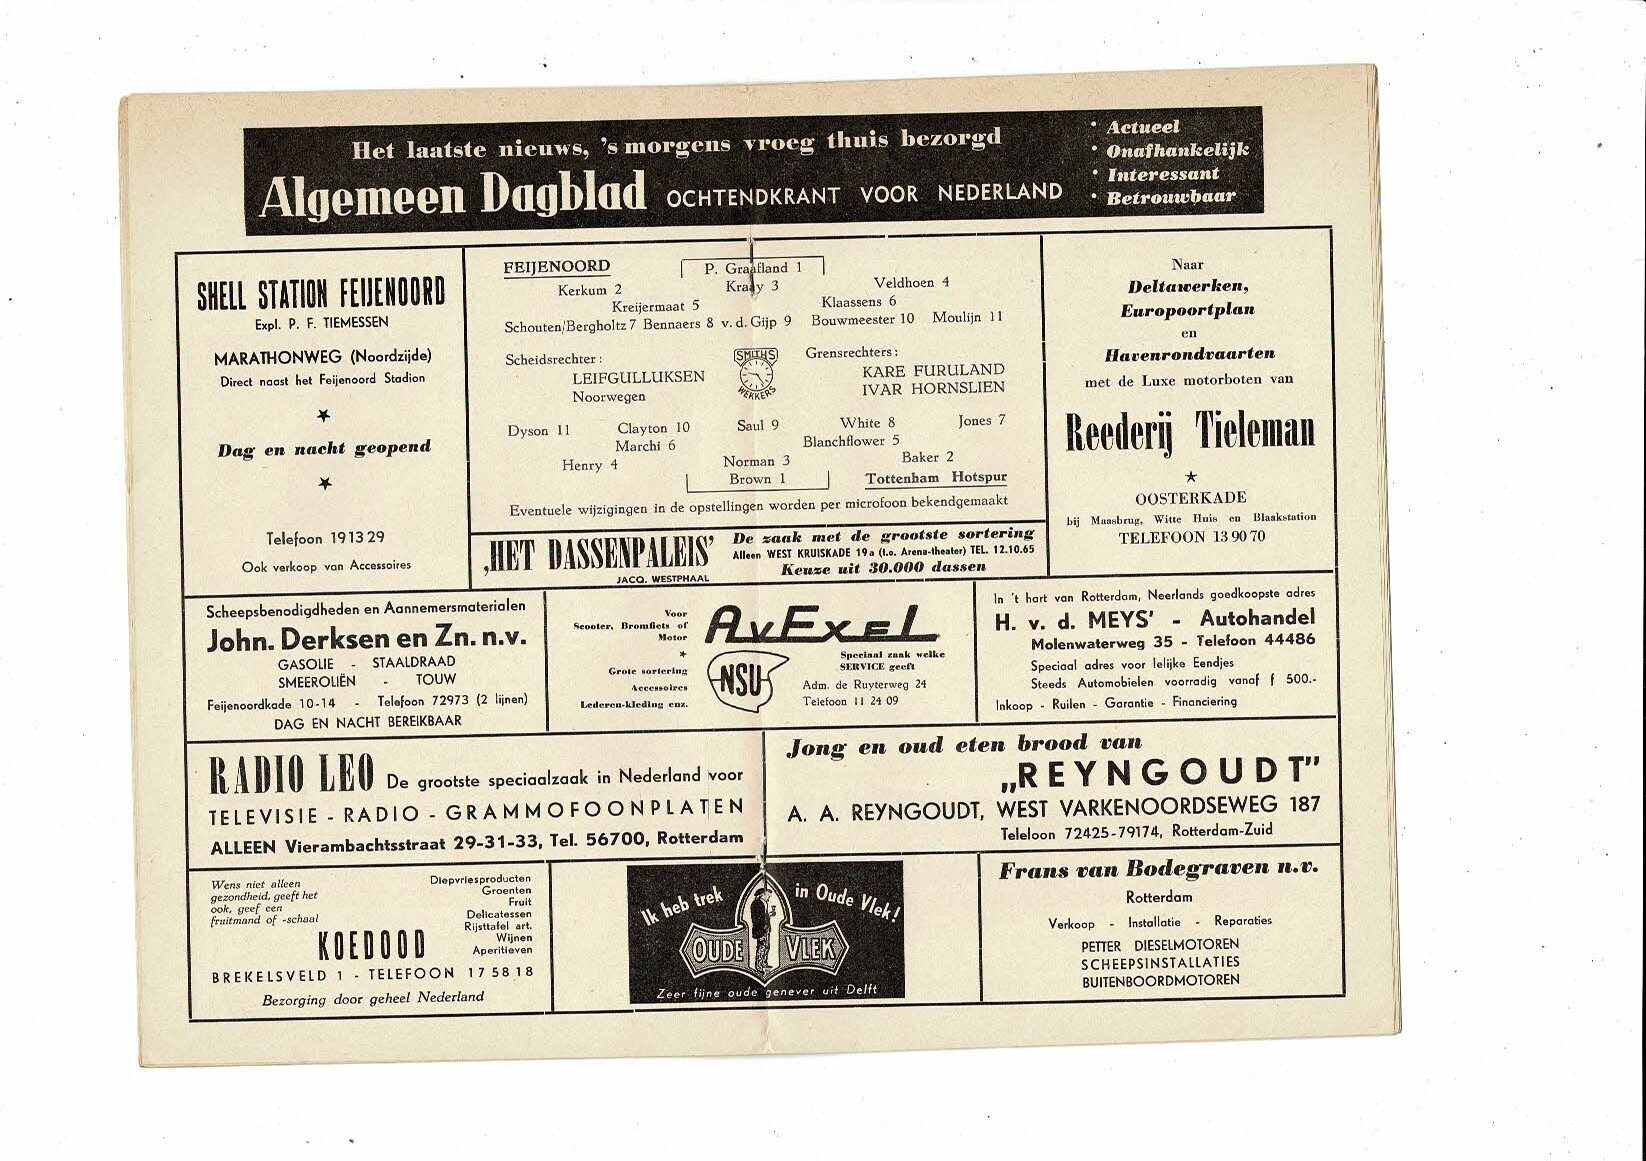 Het laatste nieuws, 's morgens vroeg thuis bezorgd
Algemeen Dagblad OCHTENDKRANT VOOR NEDERLAND
• Actueel
• Onafhankelijk
• Interessant
• Betrouwbaar
SHELL STATION FEIJENOORD
Expl. P. F. TIEMESSEN
MARATHONWEG (Noordzijde)
Direct naast het Feijenoord Stadion
Dag en nacht geopend
Telefoon 19 13 29
Ook verkoop van Accessoires
FEIJENOORD
P. Graafland 1
Kerkum 2 Kraay 3 Veldhoen 4
Kreijermaat 5 Klaassens 6
Schouten/Bergholtz 7 Bennaers 8 v. d. Gijp 9 Bouwmeester 10 Moulijn 11
Scheidsrechter:
LEIFGULLUKSEN
Noorwegen
SMITHS
WEKKERS
Grensrechters:
KARE FURULAND
IVAR HORNSLIEN
Dyson 11 Clayton 10 Saul 9 White 8 Jones 7
Marchi 6 Blanchflower 5
Henry 4 Norman 3 Baker 2
Brown 1
Tottenham Hotspur
Eventuele wijzigingen in de opstellingen worden per microfoon bekendgemaakt
Naar
Deltawerken,
Europoortplan
en
Havenrondvaarten
met de Luxe motorboten van
Reederij Tieleman
OOSTERKADE
bij Maasbrug, Witte Huis en Blaakstation
TELEFOON 13 90 70
‚HET DASSENPALEIS’
JACQ. WESTPHAAL
De zaak met de grootste sortering
Alleen WEST KRUISKADE 19a (t.o. Arena-theater) TEL. 12.10.65
Keuze uit 30.000 dassen
Scheepsbenodigdheden en Aannemersmaterialen
John. Derksen en Zn. n.v.
GASOLIE - STAALDRAAD
SMEEROLIËN - TOUW
Feijenoordkade 10-14 - Telefoon 72973 (2 lijnen)
DAG EN NACHT BEREIKBAAR
Voor
Scooter, Bromfiets of
Motor
Grote sortering
Accessoires
Lederen-kleding enz.
AVEXEL
NSU
Speciaal zaak welke
SERVICE geeft
Adm. de Ruyterweg 24
Telefoon 11 24 09
In 't hart van Rotterdam, Neerlands goedkoopste adres
H. v. d. MEYS' - Autohandel
Molenwaterweg 35 - Telefoon 44486
Speciaal adres voor lelijke Eendjes
Steeds Automobielen voorradig vanaf f 500.-
Inkoop - Ruilen - Garantie - Financiering
RADIO LEO De grootste speciaalzaak in Nederland voor
TELEVISIE - RADIO - GRAMMOFOONPLATEN
ALLEEN Vierambachtsstraat 29-31-33, Tel. 56700, Rotterdam
Jong en oud eten brood van
„REYNGOUDT”
A. A. REYNGOUDT, WEST VARKENOORDSEWEG 187
Teleloon 72425-79174, Rotterdam-Zuid
Wens niet alleen
gezondheid, geeft het
ook, geef een
fruitmand of -schaal
Diepvriesproducten
Groenten
Fruit
Delicatessen
Rijsttafel art.
Wijnen
Aperitieven
KOEDOOD
BREKELSVELD 1 - TELEFOON 17 58 18
Bezorging door geheel Nederland
Ik heb trek in Oude Vlek!
OUDE VLEK
Zeer fijne oude genever uit Delft
Frans van Bodegraven n.v.
Rotterdam
Verkoop - Installatie - Reparaties
PETTER DIESELMOTOREN
SCHEEPSINSTALLATIES
BUITENBOORDMOTOREN